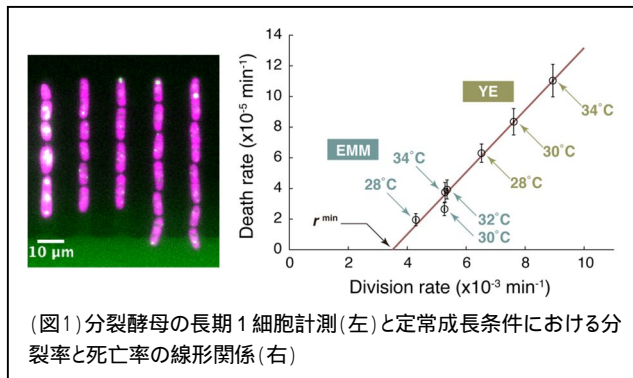 10 μm
Death rate (x10-5 min-1)
14
12
10
8
6
4
2
0
0
2
4
6
8
10
Division rate (x10-3 min-1)
YE
34°C
30°C
28°C
EMM
34°C
28°C
32°C
30°C
r min
(図1)分裂酵母の長期1細胞計測(左)と定常成長条件における分
裂率と死亡率の線形関係(右)